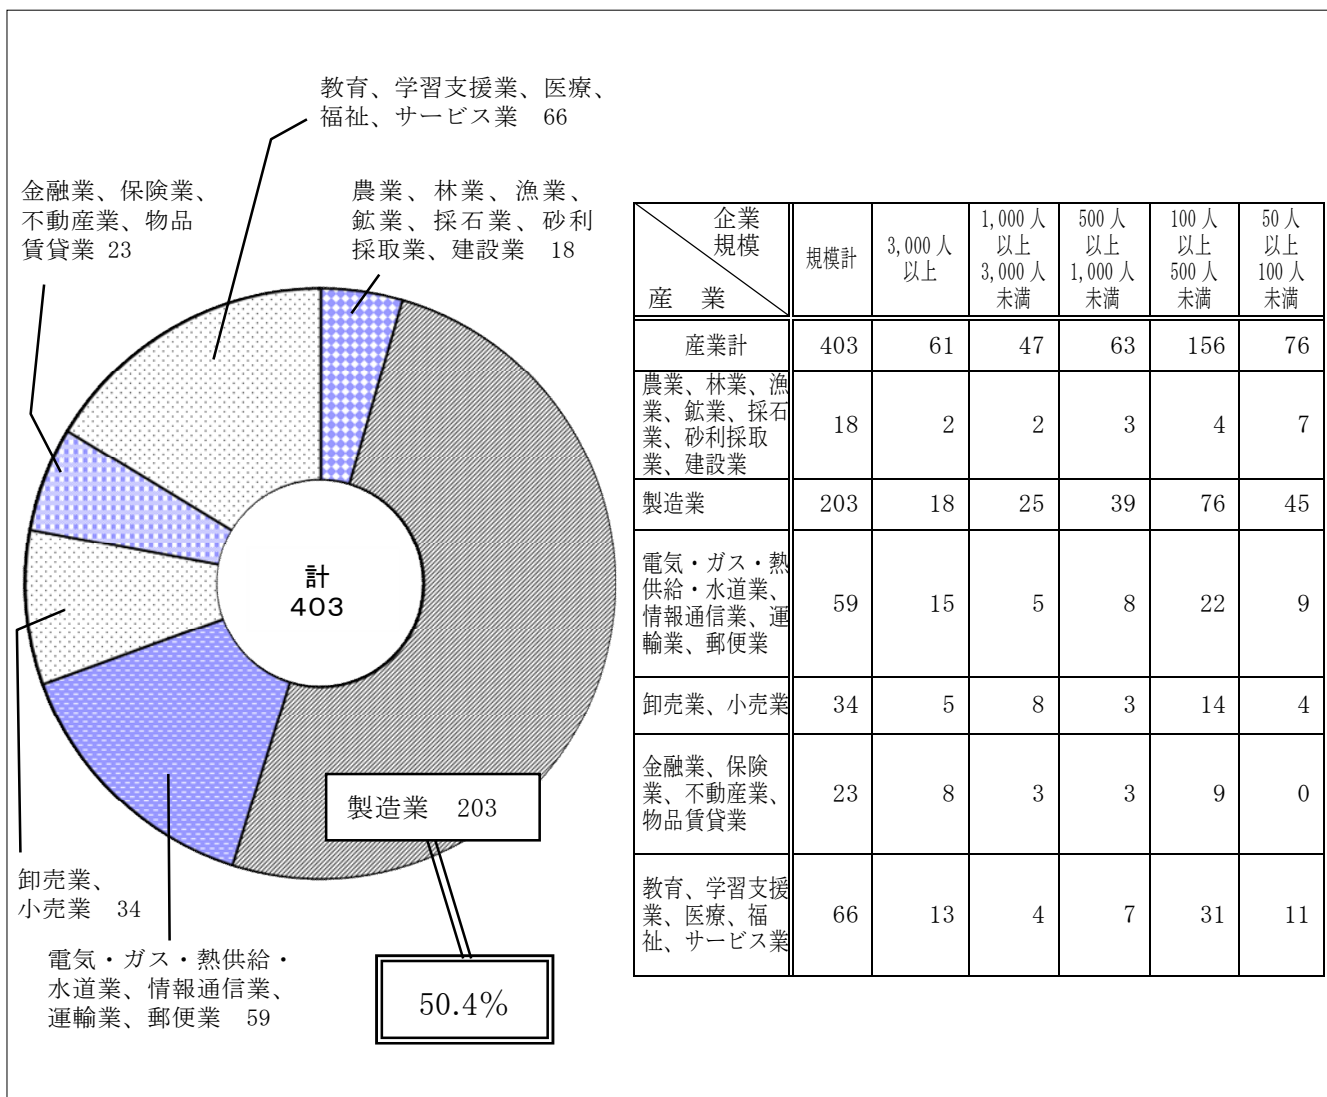 教育、学習支援業、医療、
福祉、サービス業　66
金融業、保険業、
不動産業、物品
賃貸業 23
農業、林業、漁業、
鉱業、採石業、砂利
採取業、建設業　18
計
403
製造業　203
50.4%
卸売業、
小売業　34
電気・ガス・熱供給・
水道業、情報通信業、
運輸業、郵便業　59
企業
規模
産　業
規模計
3,000人
以上
1,000人
以上
3,000人
未満
500人
以上
1,000人
未満
100人
以上
500人
未満
50人
以上
100人
未満
産業計 403 61 47 63 156 76
農業、林業、漁
業、鉱業、採石
業、砂利採取
業、建設業
18 2 2 3 4 7
製造業 203 18 25 39 76 45
電気・ガス・熱
供給・水道業、
情報通信業、運
輸業、郵便業
59 15 5 8 22 9
卸売業、小売業 34 5 8 3 14 4
金融業、保険
業、不動産業、
物品賃貸業
23 8 3 3 9 0
教育、学習支援
業、医療、福
祉、サービス業
66 13 4 7 31 11